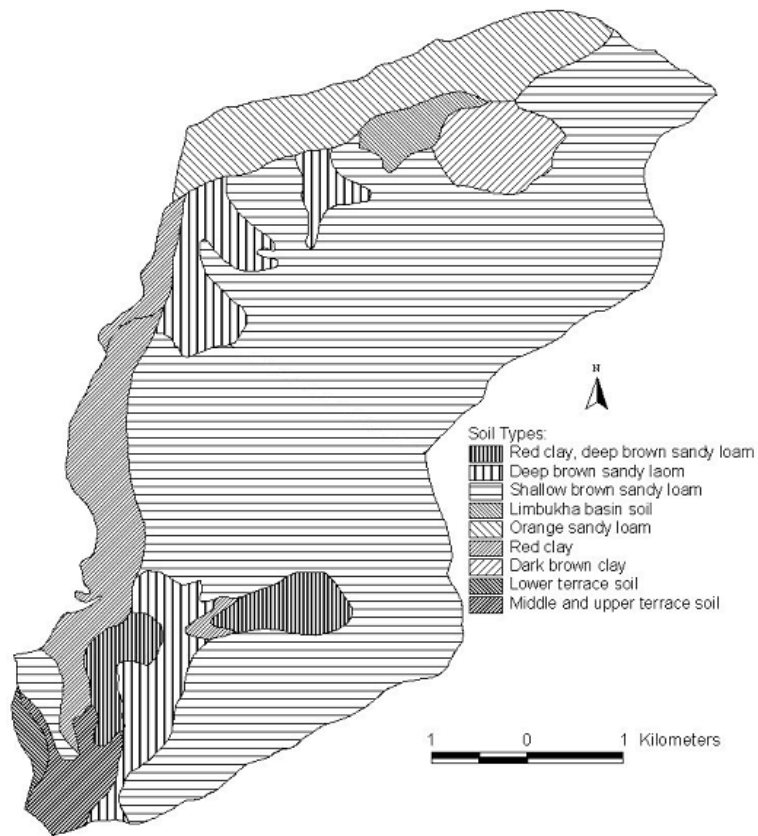 N
Soil Types:
Red clay, deep brown sandy loam
Deep brown sandy laom
Shallow brown sandy loam
Limbukha basin soil
Orange sandy loam
Red clay
Dark brown clay
Lower terrace soil
Middle and upper terrace soil
1 0 1 Kilometers